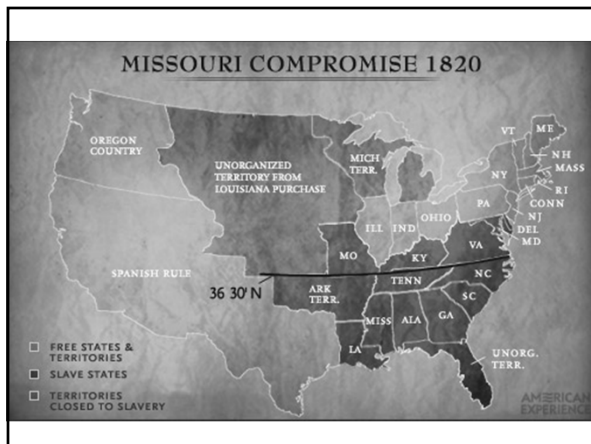 MISSOURI COMPROMISE 1820
OREGON
COUNTRY
UNORGANIZED
TERRITORY FROM
LOUISIANA PURCHASE
MICH
TERR.
VT
ME
NH
MASS
NY
RI
CONN
PA
NJ
DEL
MD
ILL
IND
OHIO
MO
KY
VA
SPANISH RULE
36 30' N
ARK
TERR.
TENN
NC
SC
MISS
ALA
GA
LA
UNORG.
TERR.
FREE STATES &
TERRITORIES
SLAVE STATES
TERRITORIES
CLOSED TO SLAVERY
AMERICAN
EXPERIENCE